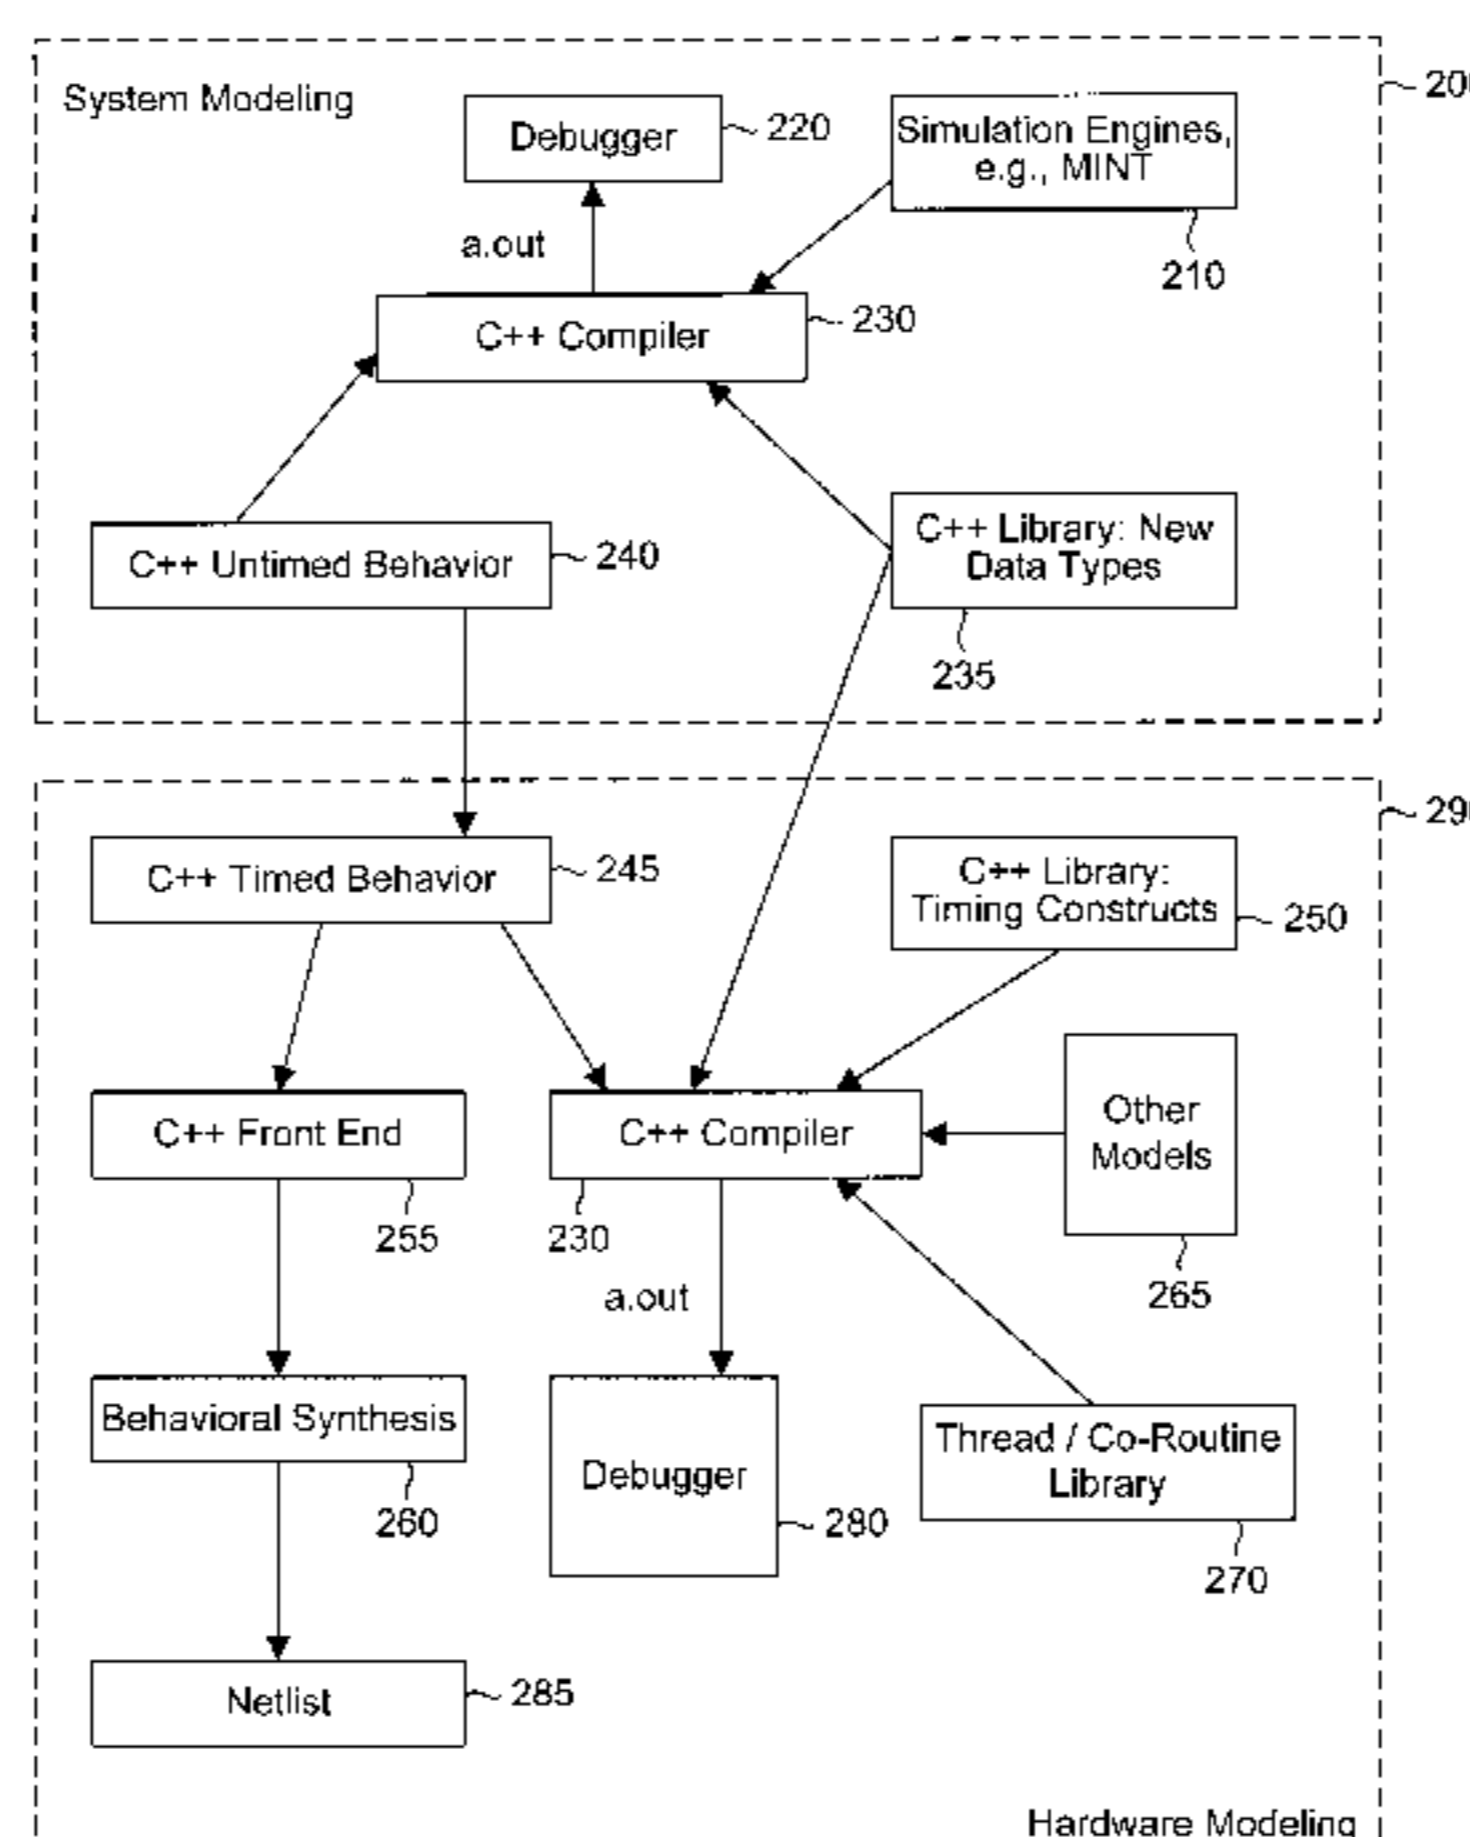 System Modeling
Debugger
220
Simulation Engines,
e.g., MINT
210
a.out
C++ Compiler
230
C++ Untimed Behavior
240
C++ Library: New
Data Types
235
C++ Timed Behavior
245
C++ Library:
Timing Constructs
250
C++ Front End
255
C++ Compiler
230
Other
Models
265
a.out
Behavioral Synthesis
260
Debugger
280
Thread / Co-Routine
Library
270
Netlist
285
Hardware Modeling